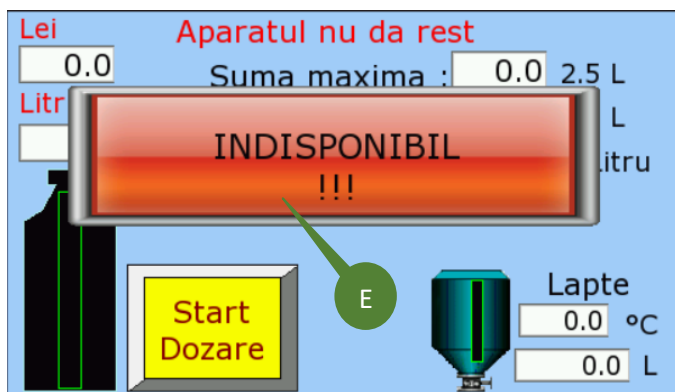 Lei
Aparatul nu da rest
0.0
Suma maxima : 0.0 2.5 L
Litr
L
INDISPONIBIL
!!!
itru
E
Start
Dozare
Lapte
0.0 °C
0.0 L